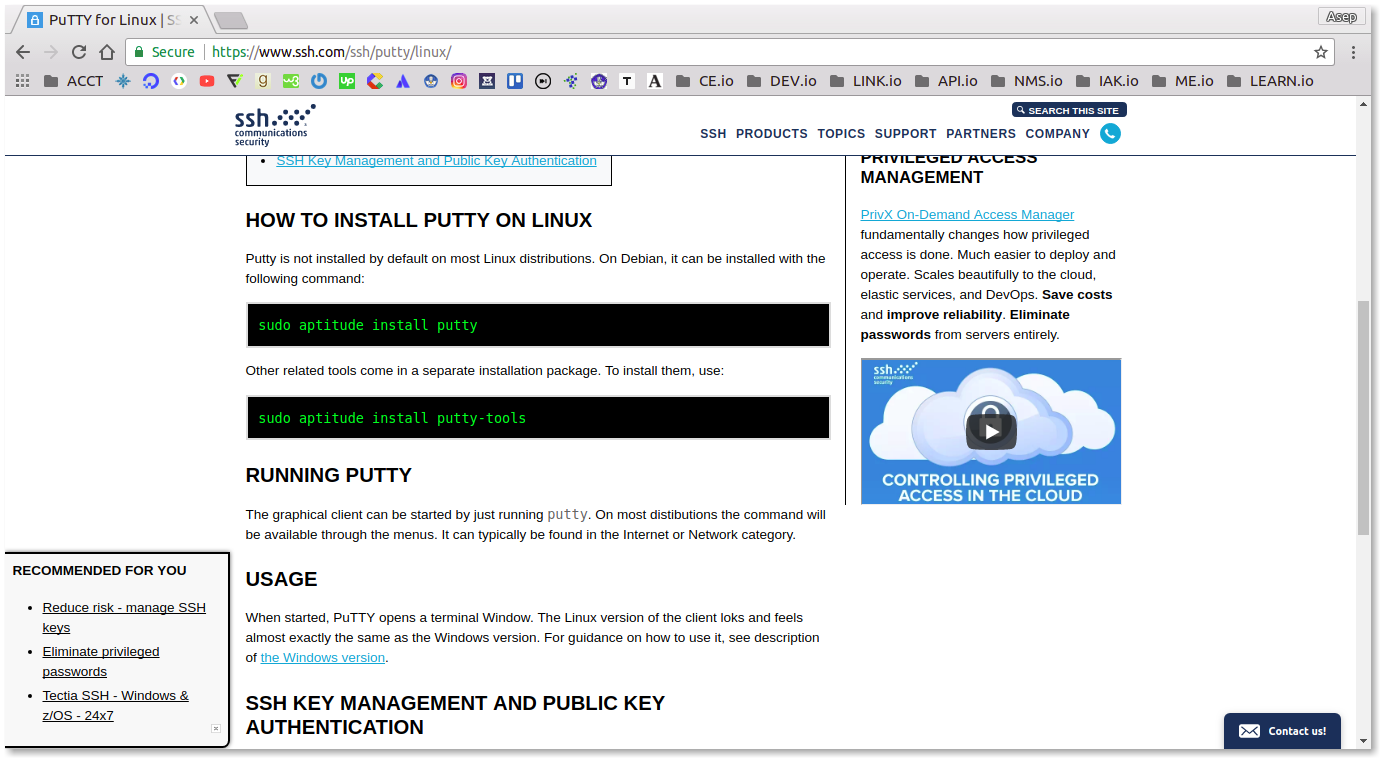 PuTTY for Linux | SS
Asep
Secure
https://www.ssh.com/ssh/putty/linux/
ACCT
g
Up
T
A
CE.io
DEV.io
LINK.io
API.io
NMS.io
IAK.io
ME.io
LEARN.io
ssh
communications
security
SEARCH THIS SITE
SSH PRODUCTS TOPICS SUPPORT PARTNERS COMPANY
• SSH Key Management and Public Key Authentication
HOW TO INSTALL PUTTY ON LINUX
Putty is not installed by default on most Linux distributions. On Debian, it can be installed with the
following command:
sudo aptitude install putty
Other related tools come in a separate installation package. To install them, use:
sudo aptitude install putty-tools
RUNNING PUTTY
The graphical client can be started by just running putty. On most distibutions the command will
be available through the menus. It can typically be found in the Internet or Network category.
USAGE
When started, PuTTY opens a terminal Window. The Linux version of the client loks and feels
almost exactly the same as the Windows version. For guidance on how to use it, see description
of the Windows version.
SSH KEY MANAGEMENT AND PUBLIC KEY
AUTHENTICATION
PRIVILEGED ACCESS
MANAGEMENT
PrivX On-Demand Access Manager
fundamentally changes how privileged
access is done. Much easier to deploy and
operate. Scales beautifully to the cloud,
elastic services, and DevOps. Save costs
and improve reliability. Eliminate
passwords from servers entirely.
ssh
communications
security
CONTROLLING PRIVILEGED
ACCESS IN THE CLOUD
RECOMMENDED FOR YOU
• Reduce risk - manage SSH
keys
• Eliminate privileged
passwords
• Tectia SSH - Windows &
z/OS - 24x7
Contact us!